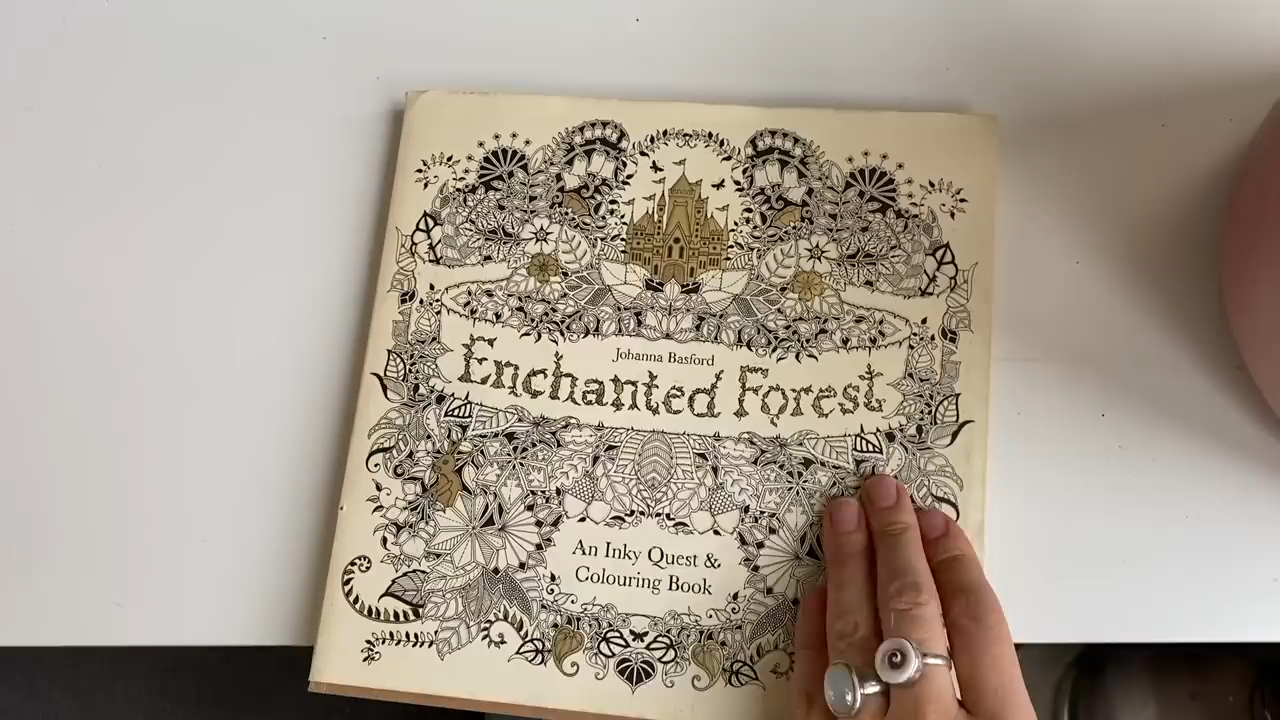 Johanna Basford
Enchanted Forest
An Inky Quest &
Colouring Book